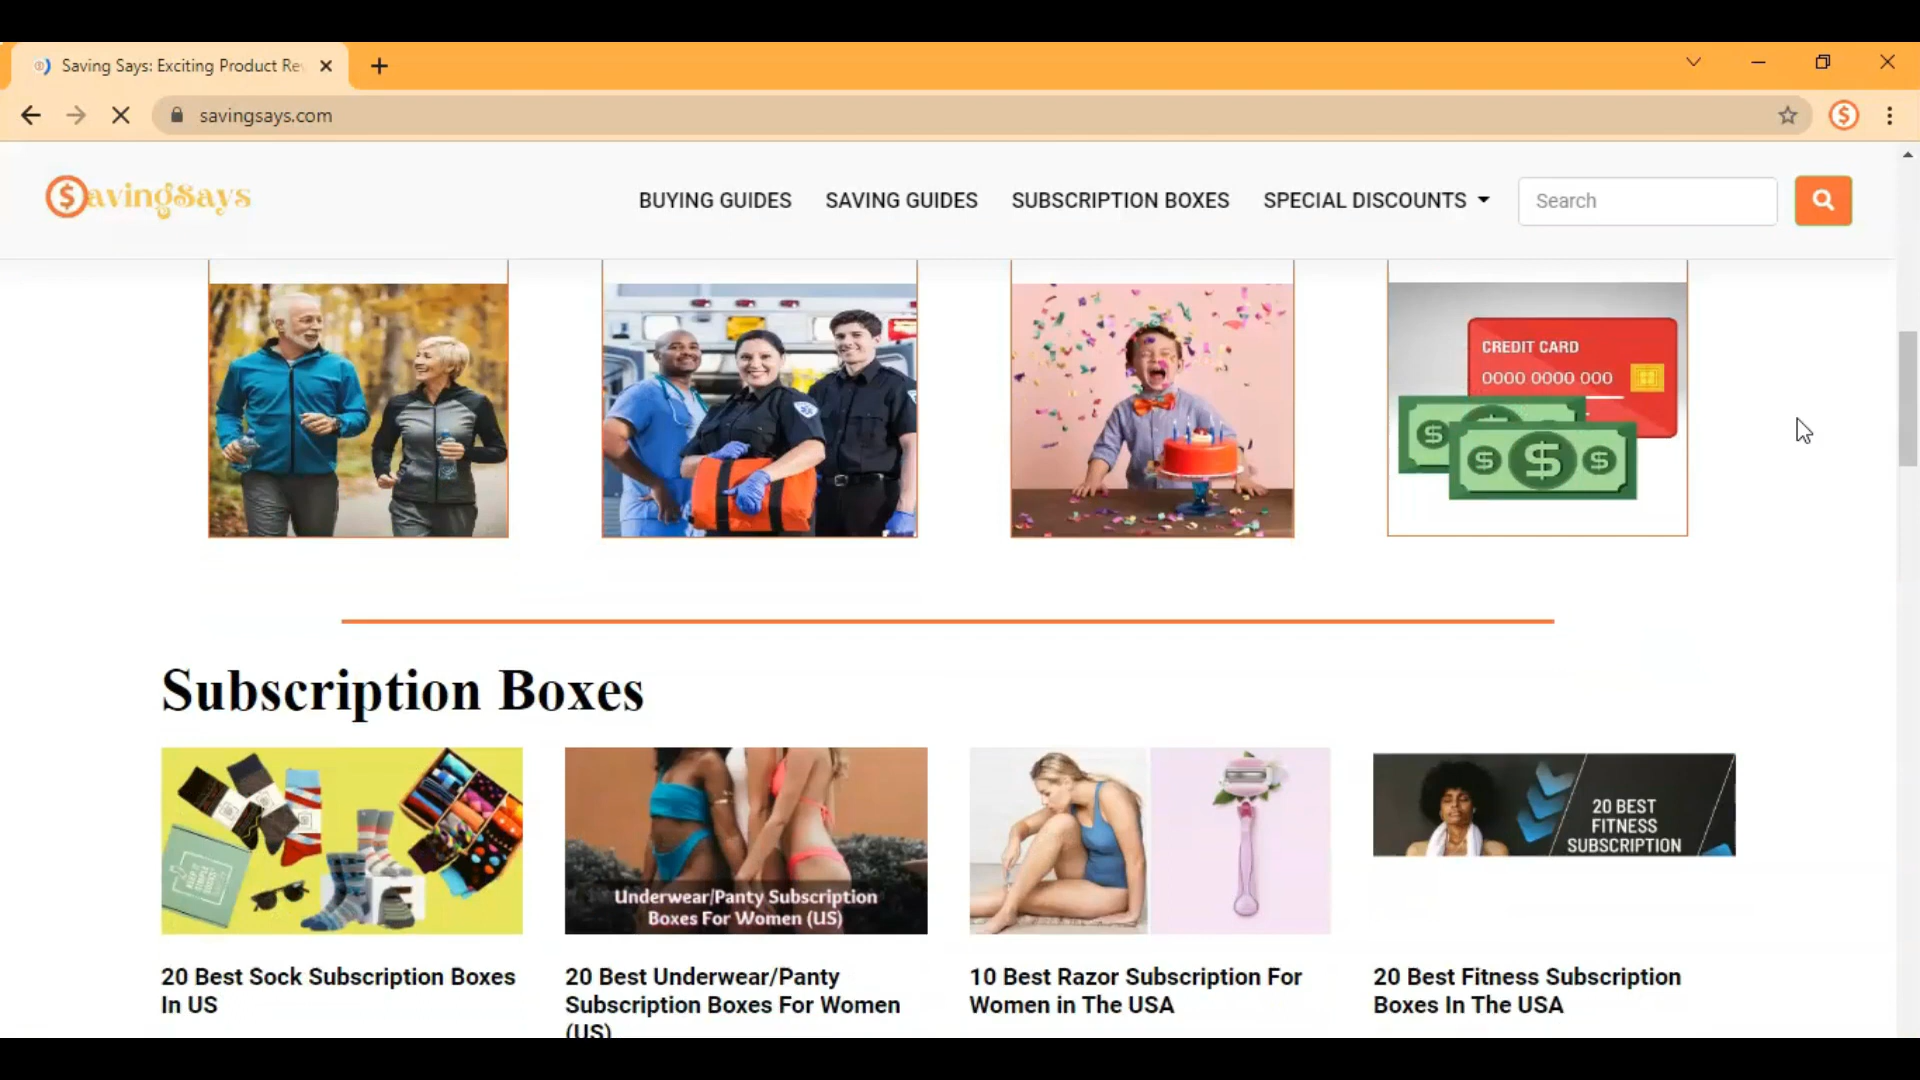 Saving Says: Exciting Product Re
savingsays.com
$avingSays
BUYING GUIDES
SAVING GUIDES
SUBSCRIPTION BOXES
SPECIAL DISCOUNTS
Search
CREDIT CARD
0000 0000 000
Subscription Boxes
Underwear/Panty Subscription
Boxes For Women (US)
20 BEST
FITNESS
SUBSCRIPTION
20 Best Sock Subscription Boxes
In US
20 Best Underwear/Panty
Subscription Boxes For Women
(US)
10 Best Razor Subscription For
Women in The USA
20 Best Fitness Subscription
Boxes In The USA